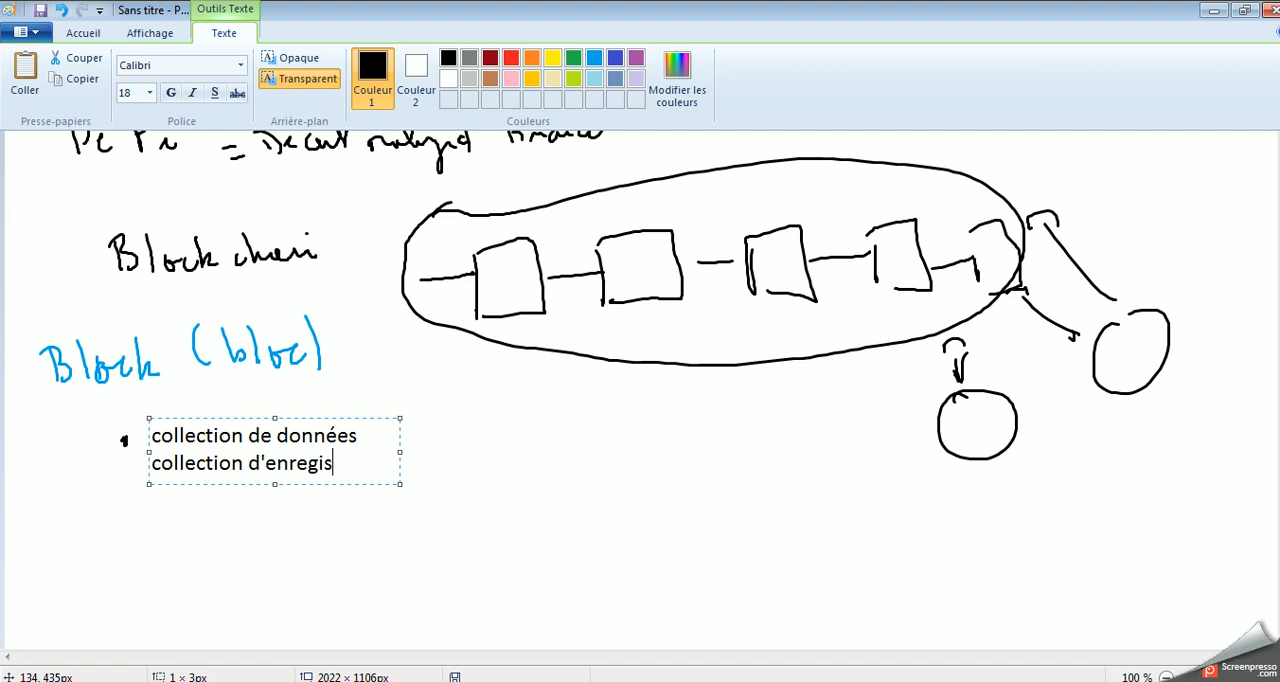 Sans titre - P...
Outils Texte
Accueil
Affichage
Texte
Coller
Couper
Copier
Presse-papiers
Calibri
18
G I S abc
Police
Opaque
Transparent
Arrière-plan
Couleur 1
Couleur 2
Modifier les couleurs
Couleurs
=
Block
Block (bloc)
collection de données
collection d'enregis
134, 435px
1 × 3px
2022 × 1106px
100 %
Screenpresso
.com